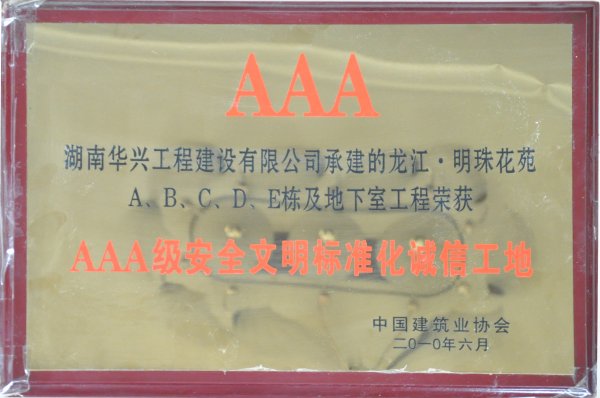 AAA
湖南华兴工程建设有限公司承建的龙江·明珠花苑
A、B、C、D、E栋及地下室工程荣获
AAA级安全文明标准化诚信工地
中国建筑业协会
二〇一〇年六月